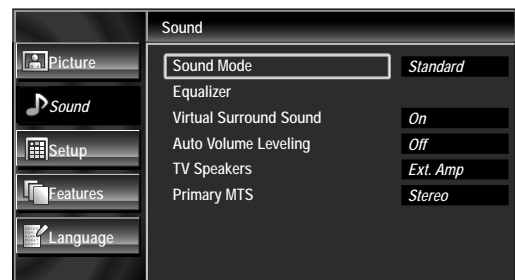 Sound
Picture
Sound
Setup
Features
Language
Sound Mode Standard
Equalizer
Virtual Surround Sound On
Auto Volume Leveling Off
TV Speakers Ext. Amp
Primary MTS Stereo